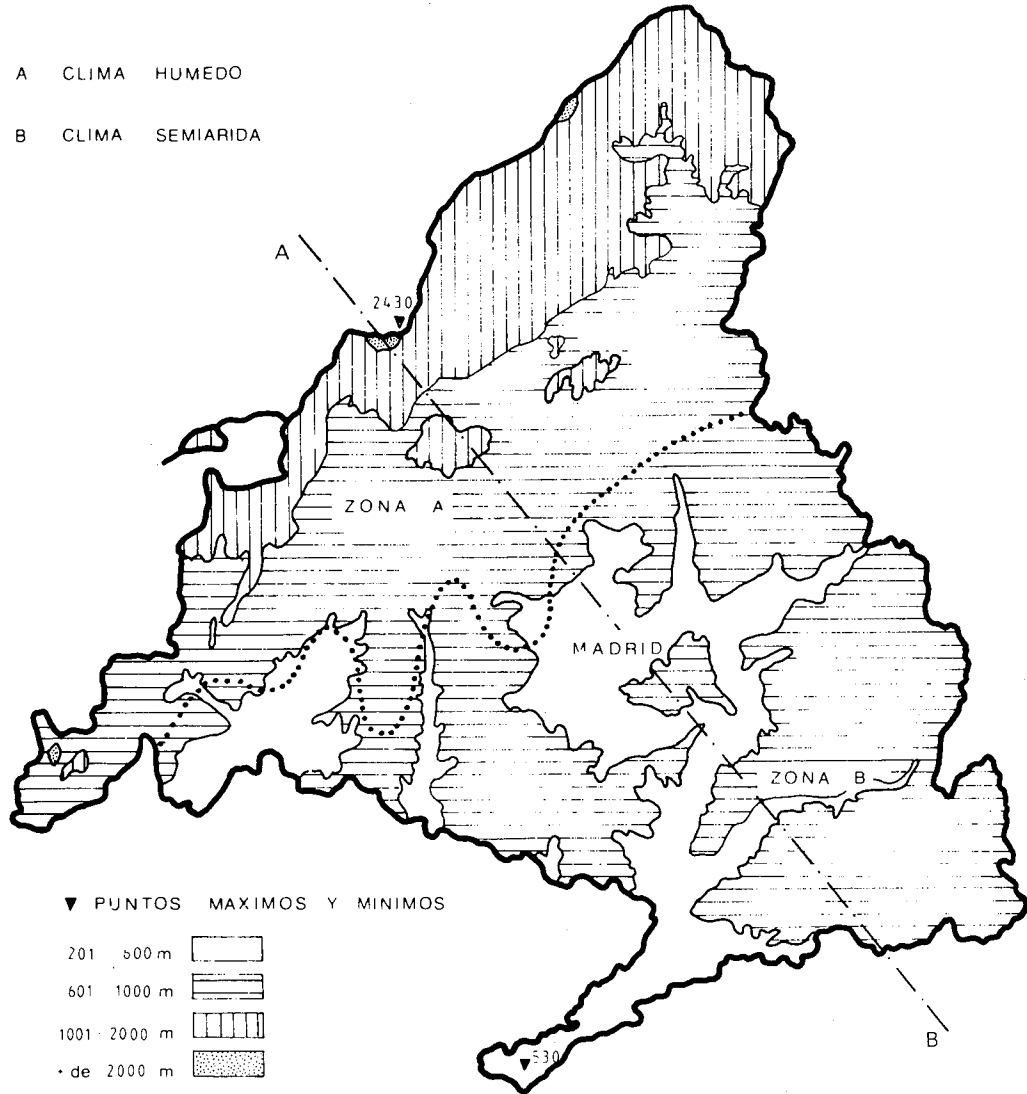 A CLIMA HUMEDO
B CLIMA SEMIARIDA
A
2430
ZONA A
MADRID
ZONA B
▼ PUNTOS MAXIMOS Y MINIMOS
201 600 m
601 1000 m
1001 2000 m
+ de 2000 m
B